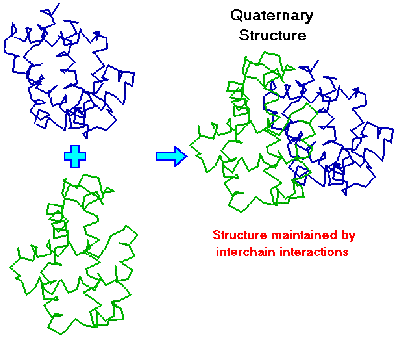 Quaternary
Structure
Structure maintained by
interchain interactions